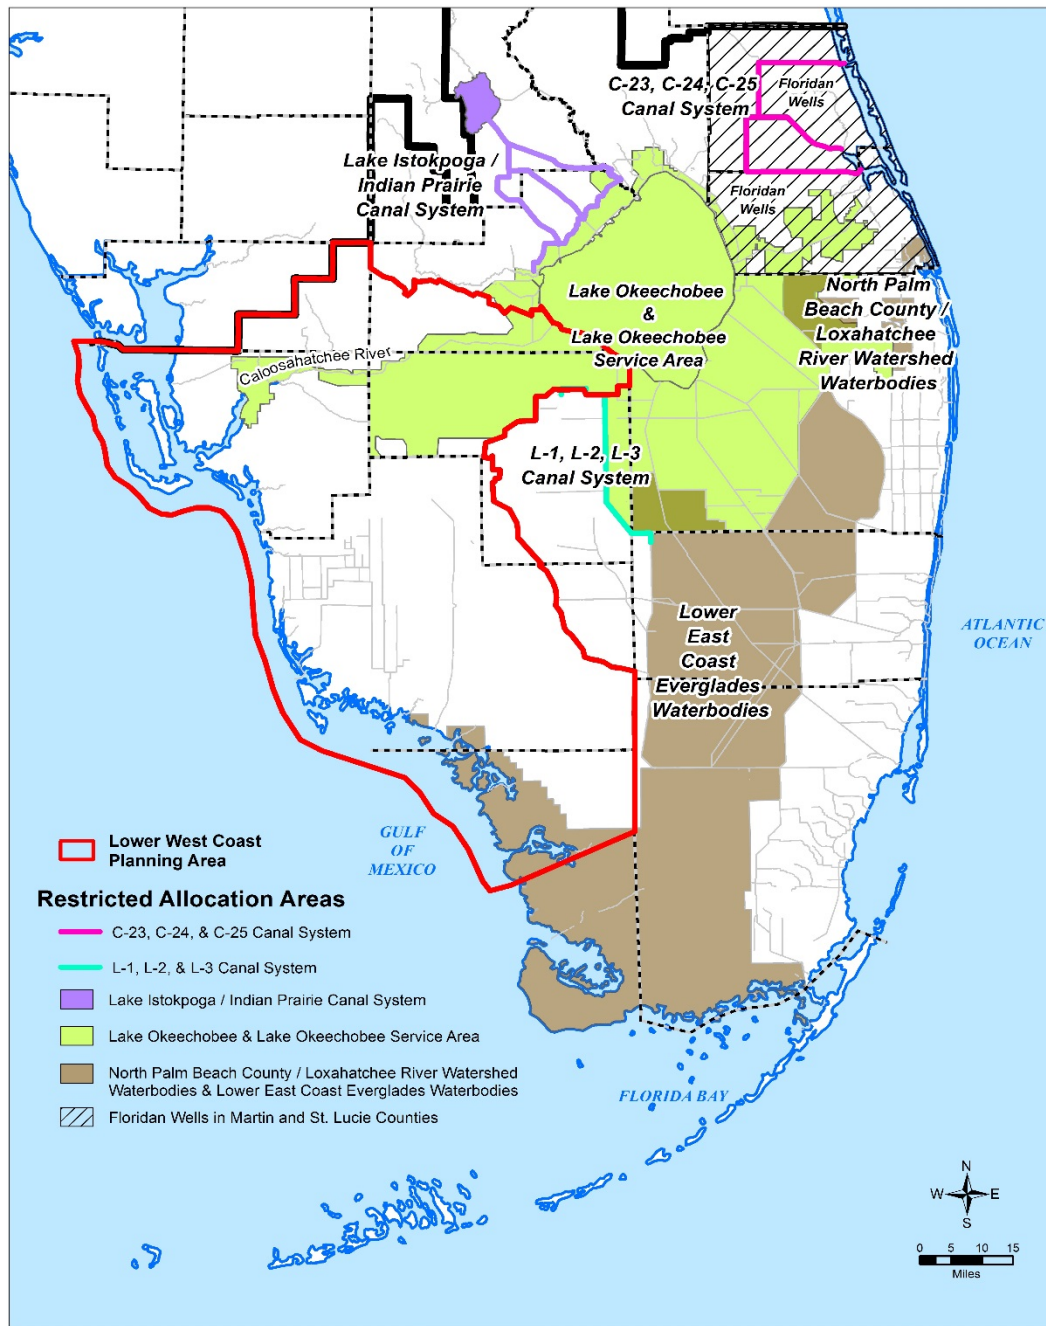 C-23, C-24, C-25
Canal System
Floridan
Wells
Lake Istokpoga /
Indian Prairie
Canal System
Floridan
Wells
Lake Okeechobee
&
Lake Okeechobee
Service Area
North Palm
Beach County /
Loxahatchee
River Watershed
Waterbodies
Caloosahatchee River
L-1, L-2, L-3
Canal System
Lower
East
Coast
Everglades
Waterbodies
ATLANTIC
OCEAN
GULF
OF
MEXICO
FLORIDA BAY
Lower West Coast
Planning Area
Restricted Allocation Areas
C-23, C-24, & C-25 Canal System
L-1, L-2, & L-3 Canal System
Lake Istokpoga / Indian Prairie Canal System
Lake Okeechobee & Lake Okeechobee Service Area
North Palm Beach County / Loxahatchee River Watershed
Waterbodies & Lower East Coast Everglades Waterbodies
Floridan Wells in Martin and St. Lucie Counties
N
W E
S
0 5 10 15
Miles